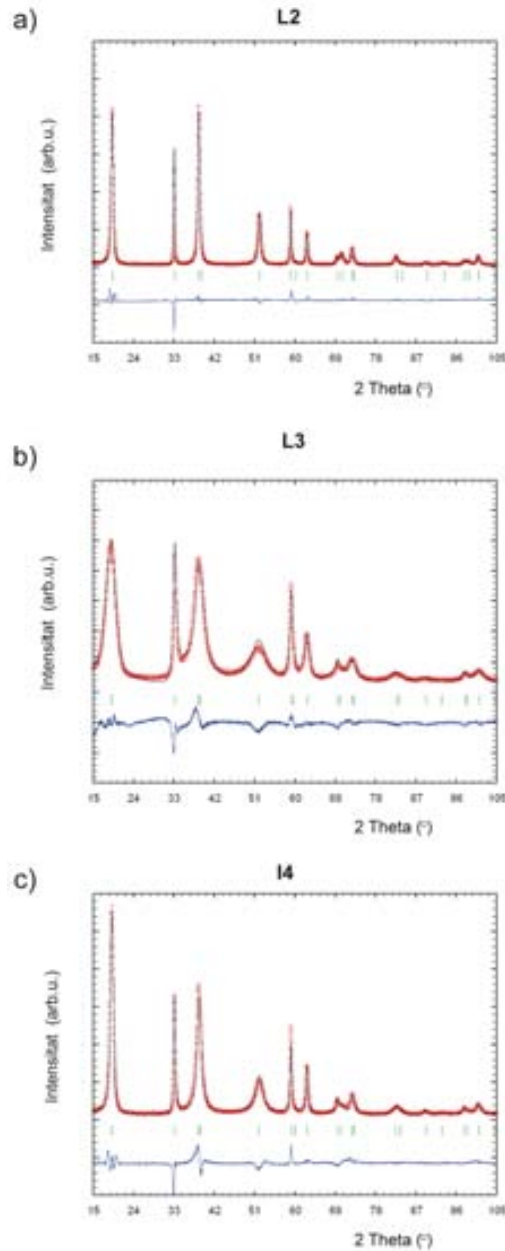 a)
L2
Intensitat (arb.u.)
15 24 33 42 51 60 69 78 87 96 105
2 Theta (°)
b)
L3
Intensitat (arb.u.)
15 24 33 42 51 60 69 78 87 96 105
2 Theta (°)
c)
I4
Intensitat (arb.u.)
15 24 33 42 51 60 69 78 87 96 105
2 Theta (°)